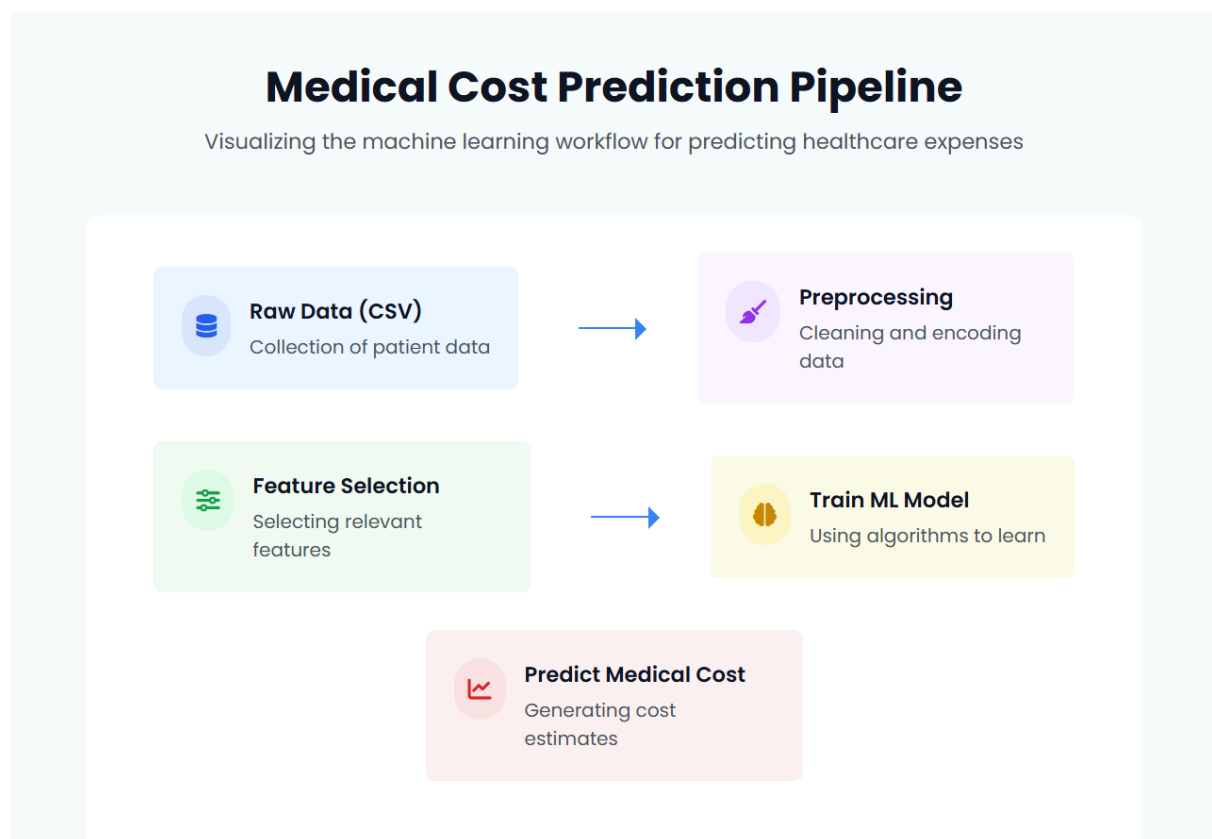 Medical Cost Prediction Pipeline
Visualizing the machine learning workflow for predicting healthcare expenses
Raw Data (CSV)
Collection of patient data
Preprocessing
Cleaning and encoding
data
Feature Selection
Selecting relevant
features
Train ML Model
Using algorithms to learn
Predict Medical Cost
Generating cost
estimates